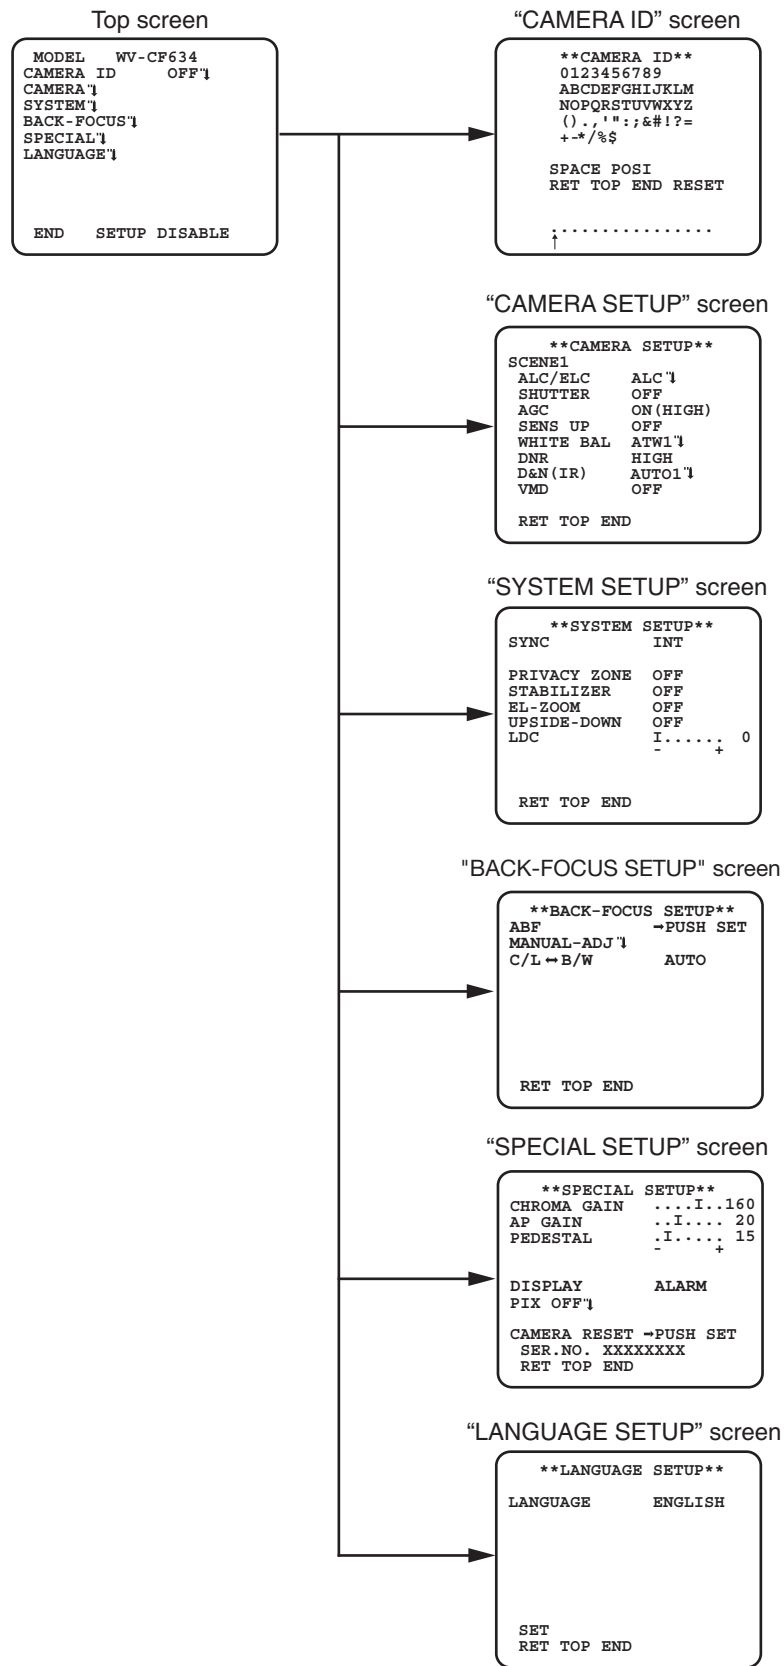 Top screen
MODEL WV-CF634
CAMERA ID OFF
CAMERA
SYSTEM
BACK-FOCUS
SPECIAL
LANGUAGE
END SETUP DISABLE
“CAMERA ID” screen
**CAMERA ID**
0123456789
ABCDEFGHIJKLM
NOPQRSTUVWXYZ
().,'":;&#!?=
+-*/%$
SPACE POSI
RET TOP END RESET
................
↑
“CAMERA SETUP” screen
**CAMERA SETUP**
SCENE1
ALC/ELC ALC
SHUTTER OFF
AGC ON(HIGH)
SENS UP OFF
WHITE BAL ATW1
DNR HIGH
D&N(IR) AUTO1
VMD OFF
RET TOP END
“SYSTEM SETUP” screen
**SYSTEM SETUP**
SYNC INT
PRIVACY ZONE OFF
STABILIZER OFF
EL-ZOOM OFF
UPSIDE-DOWN OFF
LDC I...... 0
- +
RET TOP END
"BACK-FOCUS SETUP" screen
**BACK-FOCUS SETUP**
ABF →PUSH SET
MANUAL-ADJ
C/L↔B/W AUTO
RET TOP END
“SPECIAL SETUP” screen
**SPECIAL SETUP**
CHROMA GAIN ....I..160
AP GAIN ..I.... 20
PEDESTAL .I..... 15
- +
DISPLAY ALARM
PIX OFF
CAMERA RESET →PUSH SET
SER.NO. XXXXXXXX
RET TOP END
“LANGUAGE SETUP” screen
**LANGUAGE SETUP**
LANGUAGE ENGLISH
SET
RET TOP END